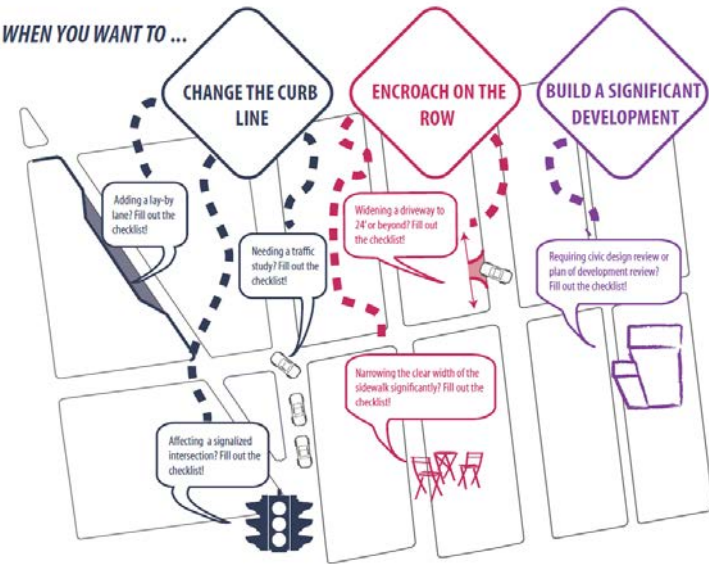 WHEN YOU WANT TO ...
CHANGE THE CURB
LINE
ENCROACH ON THE
ROW
BUILD A SIGNIFICANT
DEVELOPMENT
Adding a lay-by
lane? Fill out the
checklist!
Needing a traffic
study? Fill out the
checklist!
Affecting a signalized
intersection? Fill out the
checklist!
Widening a driveway to
24' or beyond? Fill out
the checklist!
Narrowing the clear width of the
sidewalk significantly? Fill out the
checklist!
Requiring civic design review or
plan of development review?
Fill out the checklist!